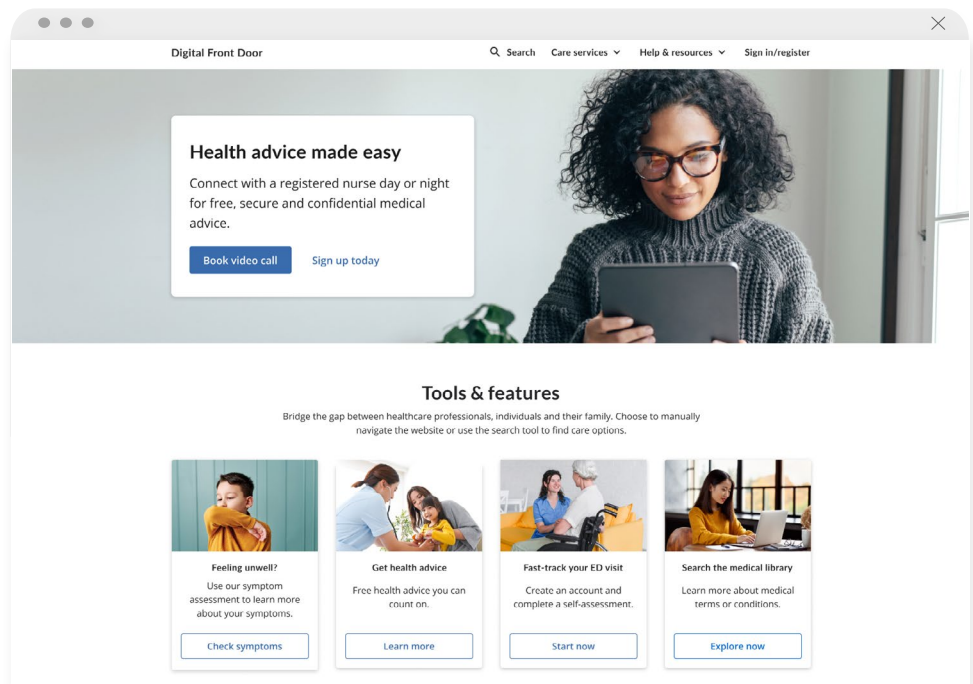 Digital Front Door
Search
Care services
Help & resources
Sign in/register
Health advice made easy
Connect with a registered nurse day or night
for free, secure and confidential medical
advice.
Book video call
Sign up today
Tools & features
Bridge the gap between healthcare professionals, individuals and their family. Choose to manually
navigate the website or use the search tool to find care options.
Feeling unwell?
Use our symptom
assessment to learn more
about your symptoms.
Check symptoms
Get health advice
Free health advice you can
count on.
Learn more
Fast-track your ED visit
Create an account and
complete a self-assessment.
Start now
Search the medical library
Learn more about medical
terms or conditions.
Explore now